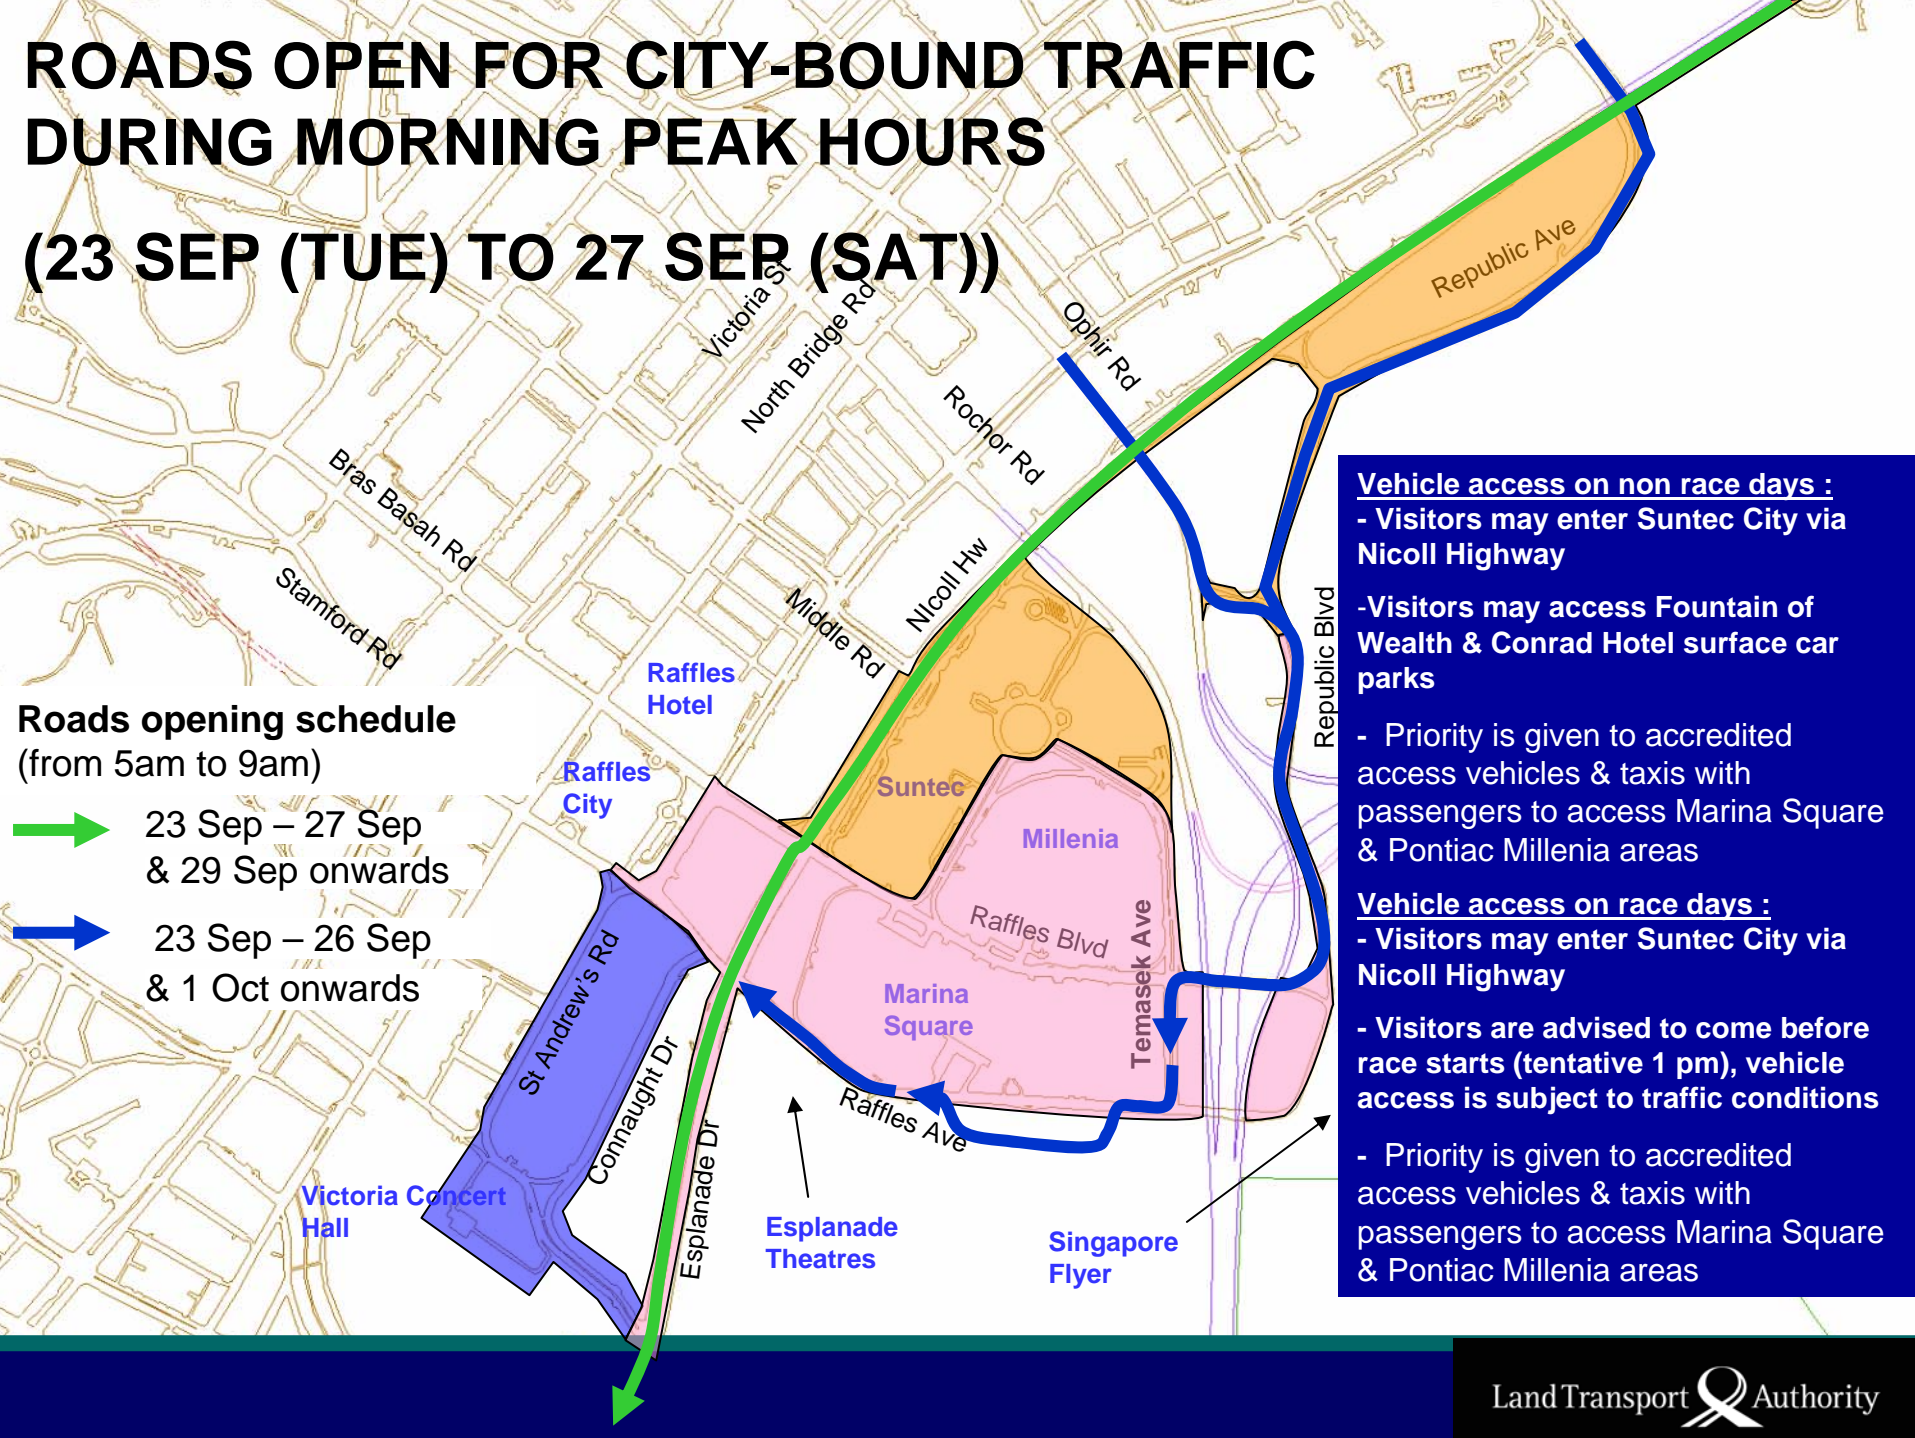 ROADS OPEN FOR CITY-BOUND TRAFFIC
DURING MORNING PEAK HOURS
(23 SEP (TUE) TO 27 SEP (SAT))
Victoria St
North Bridge Rd
Ophir Rd
Rochor Rd
Republic Ave
Bras Basah Rd
Stamford Rd
Middle Rd
NIcoll Hw
Republic Blvd
Raffles
Hotel
Raffles
City
Suntec
Millenia
Raffles Blvd
Temasek Ave
Marina
Square
St Andrew's Rd
Connaught Dr
Esplanade Dr
Raffles Ave
Victoria Concert
Hall
Esplanade
Theatres
Singapore
Flyer
Roads opening schedule
(from 5am to 9am)
23 Sep – 27 Sep
& 29 Sep onwards
23 Sep – 26 Sep
& 1 Oct onwards
Vehicle access on non race days :
- Visitors may enter Suntec City via
Nicoll Highway
-Visitors may access Fountain of
Wealth & Conrad Hotel surface car
parks
- Priority is given to accredited
access vehicles & taxis with
passengers to access Marina Square
& Pontiac Millenia areas
Vehicle access on race days :
- Visitors may enter Suntec City via
Nicoll Highway
- Visitors are advised to come before
race starts (tentative 1 pm), vehicle
access is subject to traffic conditions
- Priority is given to accredited
access vehicles & taxis with
passengers to access Marina Square
& Pontiac Millenia areas
Land Transport Authority